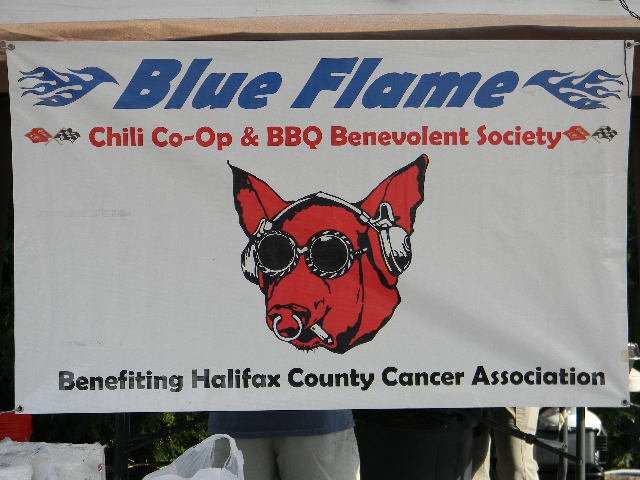 Blue Flame
Chili Co-Op & BBQ Benevolent Society
Benefiting Halifax County Cancer Association